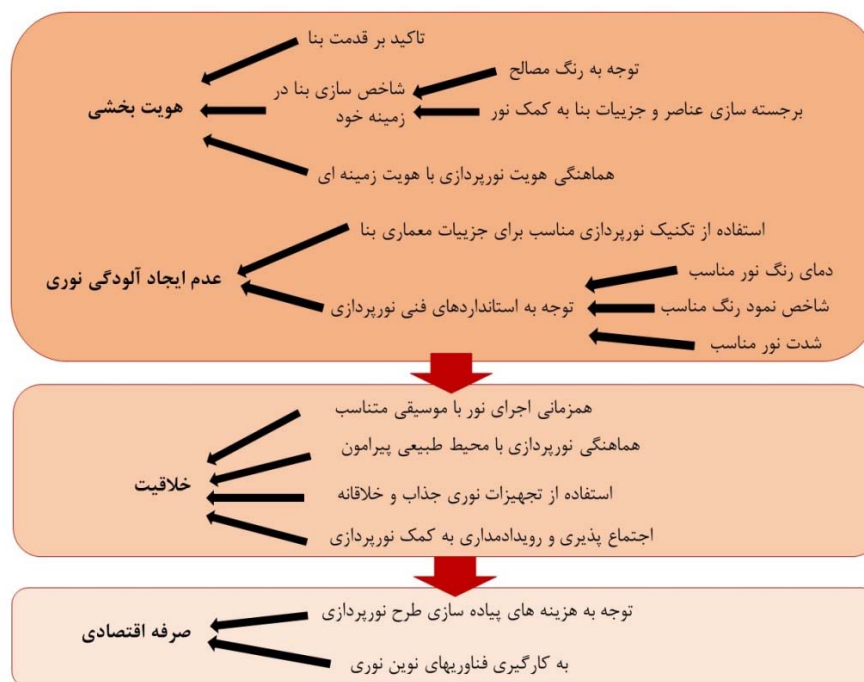 تاکید بر قدمت بنا
توجه به رنگ مصالح
هویت بخشی
شاخص سازی بنا در
زمینه خود
برجسته سازی عناصر و جزییات بنا به کمک نور
هماهنگی هویت نورپردازی با هویت زمینه ای
استفاده از تکنیک نورپردازی مناسب برای جزییات معماری بنا
عدم ایجاد آلودگی نوری
دمای رنگ نور مناسب
توجه به استانداردهای فنی نورپردازی
شاخص نمود رنگ مناسب
شدت نور مناسب
همزمانی اجرای نور با موسیقی متناسب
هماهنگی نورپردازی با محیط طبیعی پیرامون
خلاقیت
استفاده از تجهیزات نوری جذاب و خلاقانه
اجتماع پذیری و رویدادمداری به کمک نورپردازی
توجه به هزینه های پیاده سازی طرح نورپردازی
صرفه اقتصادی
به کارگیری فناوریهای نوین نوری